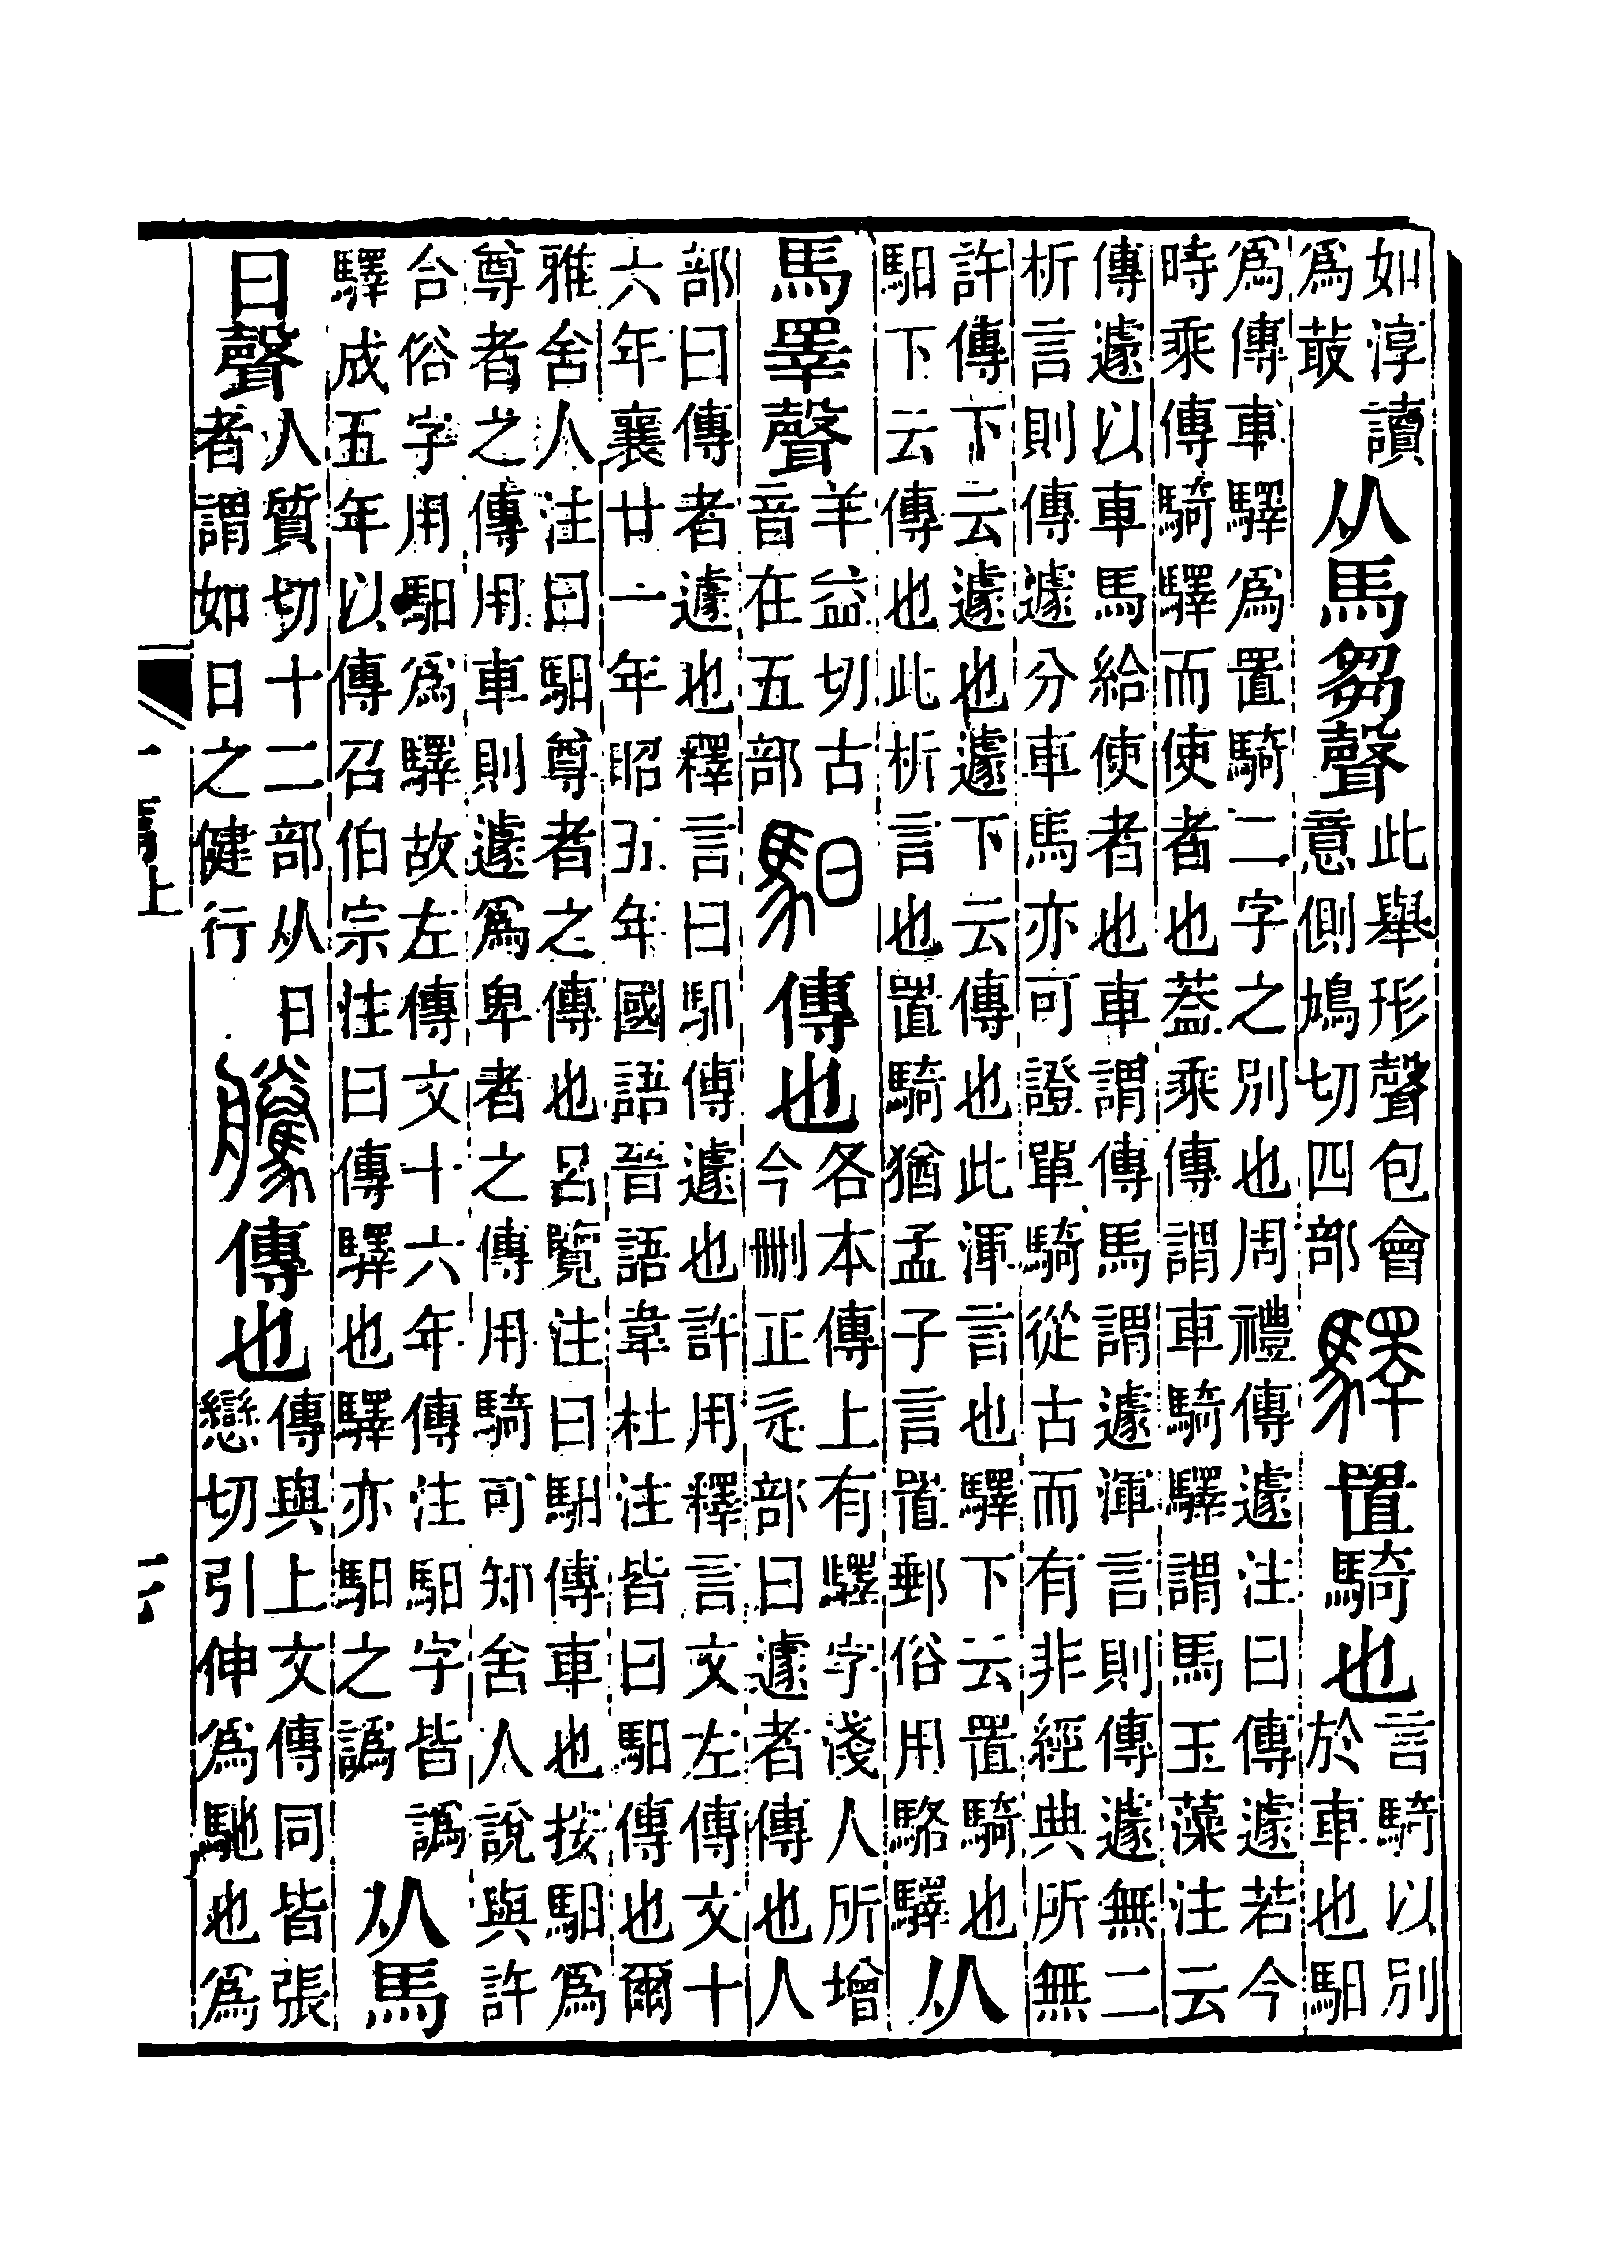 如淳讀爲菆从馬芻聲此舉形聲包會意側鳩切四部驛置騎也言騎以別於車也馹
爲傳車驛爲置騎二字之別也周禮傳遽注曰傳遽若今
時乘傳騎驛而使者也葢乘傳謂車騎驛謂馬玉藻注云
傳遽以車馬給使者也車謂傳馬謂遽渾言則傳遽無二
析言則傳遽分車馬亦可證單騎從古而有非經典所無
許傳下云遽也遽下云傳也此渾言也驛下云置騎也
馹下云傳也此析言也置騎猶孟子言置郵俗用駱驛从
馬睪聲羊益切古音在五部馹傳也各本傳上有驛字淺人所增今刪正辵部曰遽者傳也人
部曰傳者遽也釋言曰馹傳遽也許用釋言文左傳文十
六年襄廿一年昭五年國語晉語韋杜注皆曰馹傳也爾
雅舍人注曰馹尊者之傳也呂覽注曰馹傳車也按馹爲
尊者之傳用車則遽爲卑者之傳用騎可知舍人說與許
合俗字用馹爲驛故左傳文十六年傳注馹字皆譌
驛成五年以傳召伯宗注曰傳驛也驛亦馹之譌从馬
日聲人質切十二部从日者謂如日之健行騰傳也傳與上文傳同皆張戀切引伸爲馳也爲
上